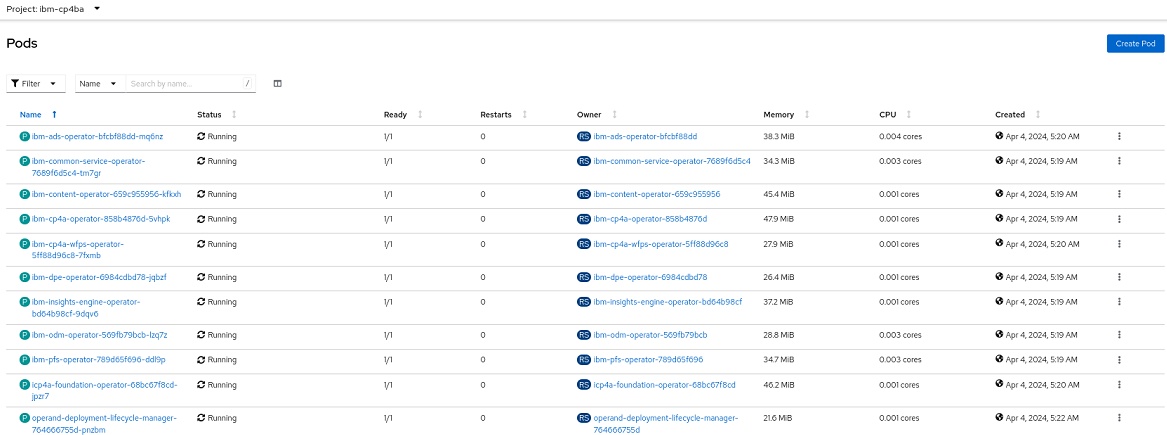 Project: ibm-cp4ba
Pods
Create Pod
Filter Name Search by name... /
Name Status Ready Restarts Owner Memory CPU Created
P ibm-ads-operator-bfcbf88dd-mq6nz Running 1/1 0 RS ibm-ads-operator-bfcbf88dd 38.3 MiB 0.004 cores Apr 4, 2024, 5:20 AM
P ibm-common-service-operator- Running 1/1 0 RS ibm-common-service-operator-7689f6d5c4 34.3 MiB 0.003 cores Apr 4, 2024, 5:19 AM
7689f6d5c4-tm7gr
P ibm-content-operator-659c955956-kfkxh Running 1/1 0 RS ibm-content-operator-659c955956 45.4 MiB 0.001 cores Apr 4, 2024, 5:19 AM
P ibm-cp4a-operator-858b4876d-5vhpk Running 1/1 0 RS ibm-cp4a-operator-858b4876d 47.9 MiB 0.001 cores Apr 4, 2024, 5:19 AM
P ibm-cp4a-wfps-operator- Running 1/1 0 RS ibm-cp4a-wfps-operator-5ff88d96c8 27.9 MiB 0.001 cores Apr 4, 2024, 5:20 AM
5ff88d96c8-7fxmb
P ibm-dpe-operator-6984cdbd78-jqbzf Running 1/1 0 RS ibm-dpe-operator-6984cdbd78 26.4 MiB 0.001 cores Apr 4, 2024, 5:19 AM
P ibm-insights-engine-operator- Running 1/1 0 RS ibm-insights-engine-operator-bd64b98cf 37.2 MiB 0.001 cores Apr 4, 2024, 5:19 AM
bd64b98cf-9dqv6
P ibm-odm-operator-569fb79bcb-lzq7z Running 1/1 0 RS ibm-odm-operator-569fb79bcb 28.8 MiB 0.003 cores Apr 4, 2024, 5:19 AM
P ibm-pfs-operator-789d65f696-ddl9p Running 1/1 0 RS ibm-pfs-operator-789d65f696 34.7 MiB 0.003 cores Apr 4, 2024, 5:19 AM
P icp4a-foundation-operator-68bc67f8cd- Running 1/1 0 RS icp4a-foundation-operator-68bc67f8cd 46.2 MiB 0.001 cores Apr 4, 2024, 5:20 AM
jpzr7
P operand-deployment-lifecycle-manager- Running 1/1 0 RS operand-deployment-lifecycle-manager- 21.6 MiB 0.001 cores Apr 4, 2024, 5:22 AM
764666755d-pnzbm 764666755d